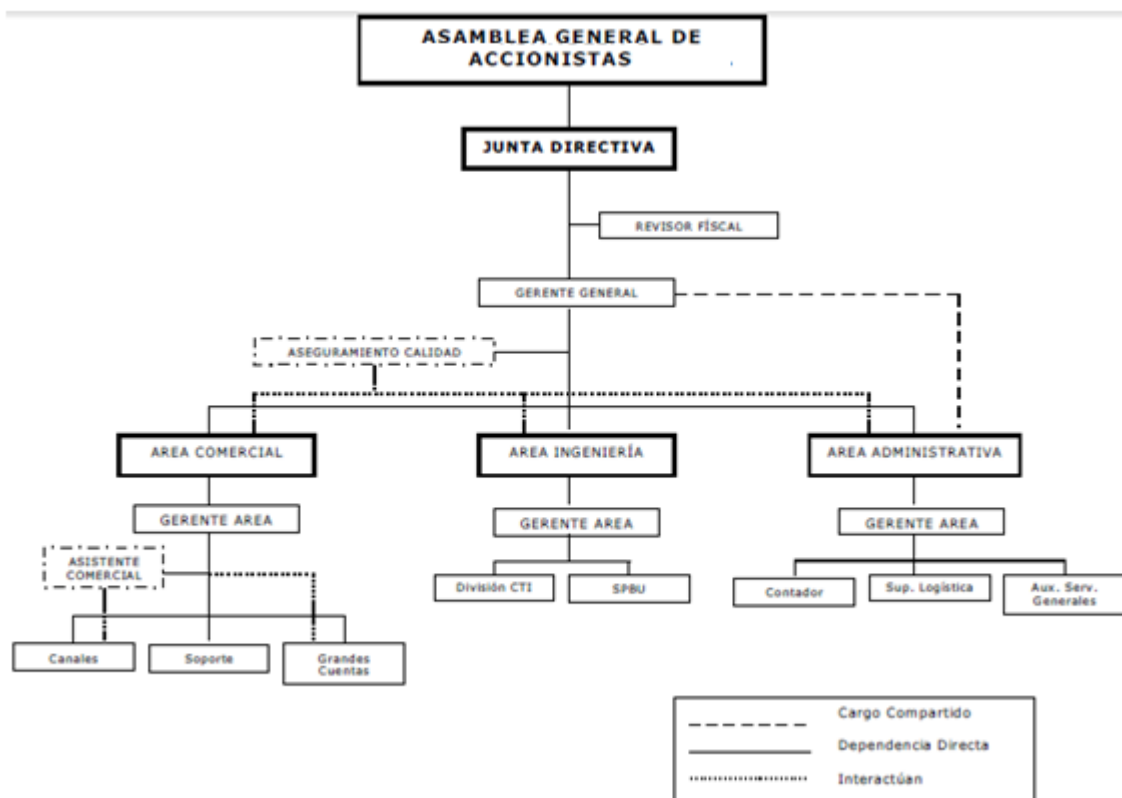 ASAMBLEA GENERAL DE
ACCIONISTAS
JUNTA DIRECTIVA
REVISOR FÍSCAL
GERENTE GENERAL
ASEGURAMIENTO CALIDAD
AREA COMERCIAL
AREA INGENIERÍA
AREA ADMINISTRATIVA
GERENTE AREA
GERENTE AREA
GERENTE AREA
ASISTENTE
COMERCIAL
División CTI
SPBU
Contador
Sup. Logística
Aux. Serv.
Generales
Canales
Soporte
Grandes
Cuentas
Cargo Compartido
Dependencia Directa
Interactúan